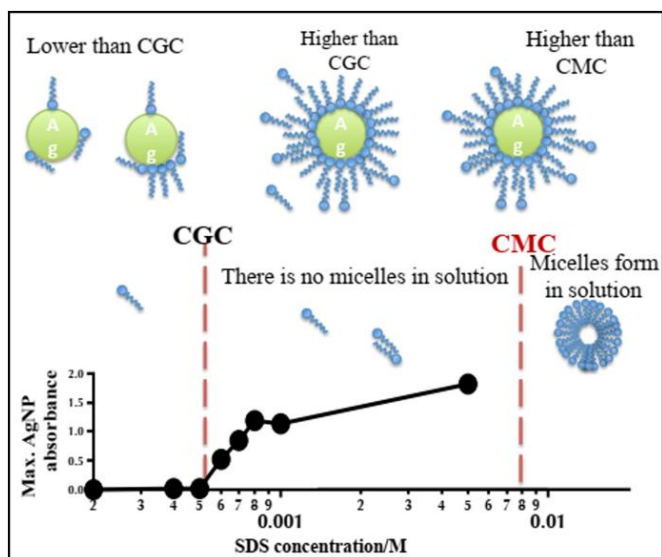 Lower than CGC
Higher than
CGC
Higher than
CMC
A
g
A
g
A
g
A
g
CGC
CMC
There is no micelles in solution
Micelles form
in solution
Max. AgNP
absorbance
2.0
1.5
1.0
0.5
0.0
2 3 4 5 6 7 8 9 2 3 4 5 6 7 8 9
0.001 0.01
SDS concentration/M